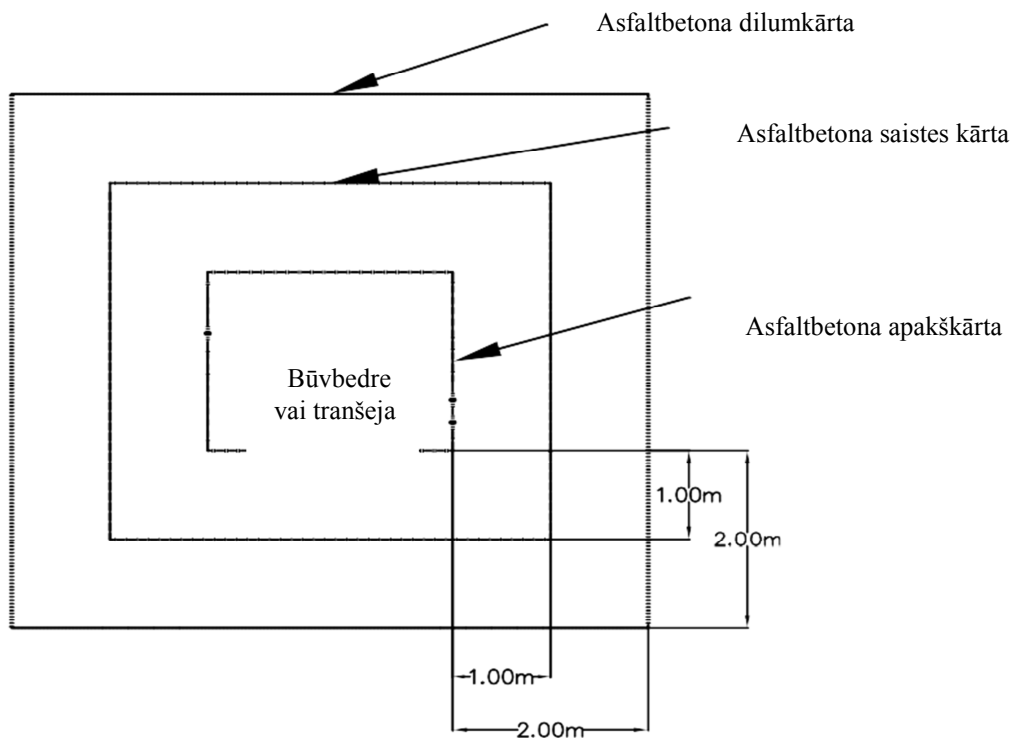 Asfaltbetona dilumkārta
Asfaltbetona saistes kārta
Asfaltbetona apakškārta
Būvbedre
vai tranšeja
1.00m
2.00m
1.00m
2.00m